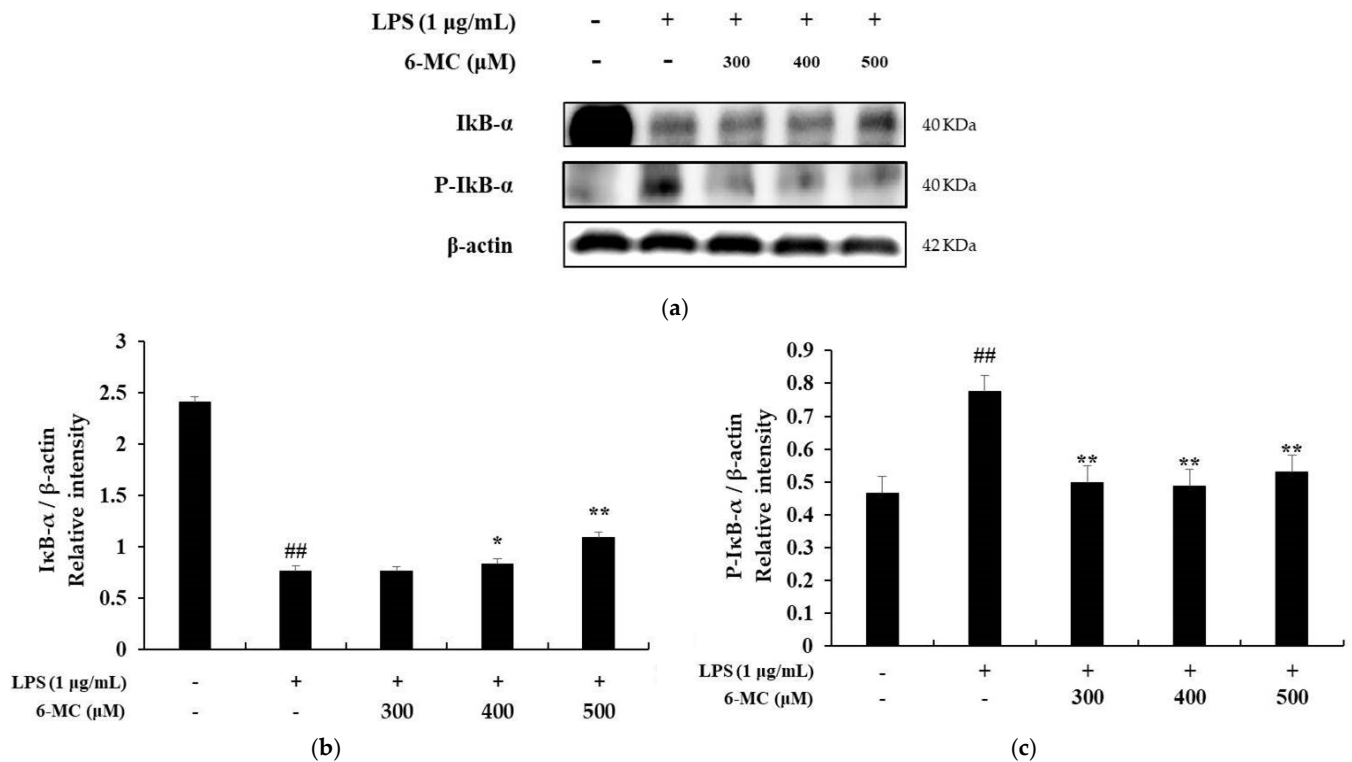 LPS (1 µg/mL) - + + + +
6-MC (µM) - - 300 400 500
IkB-α 40 KDa
P-IkB-α 40 KDa
β-actin 42 KDa
(a)
IκB-α / β-actin
Relative intensity
3
2.5
2
1.5
1
0.5
0
##
*
**
LPS (1 µg/mL) - + + + +
6-MC (µM) - - 300 400 500
(b)
P-IκB-α / β-actin
Relative intensity
0.9
0.8
0.7
0.6
0.5
0.4
0.3
0.2
0.1
0
##
**
**
**
LPS (1 µg/mL) - + + + +
6-MC (µM) - - 300 400 500
(c)